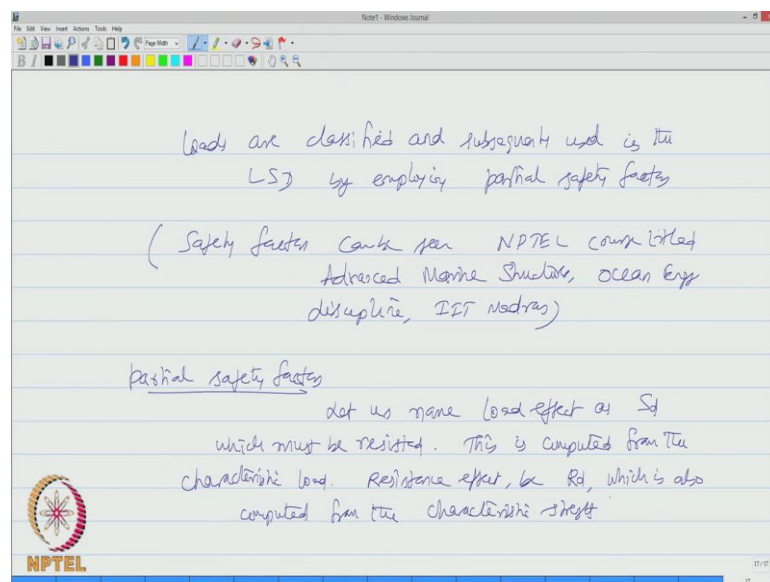 Note1 - Windows Journal
File Edit View Insert Actions Tools Help
Page Width
B I
Loads are classified and subsequently used in the
LSD by employing partial safety factors
( Safety factors can be seen NPTEL course titled
Advanced Marine Structures, ocean Engg
discipline, IIT Madras)
partial safety factors
Let us name load effect as Sd
which must be resisted. This is computed from the
characteristic load. Resistance effect, be Rd, which is also
computed from the characteristic strength
NPTEL
17/17